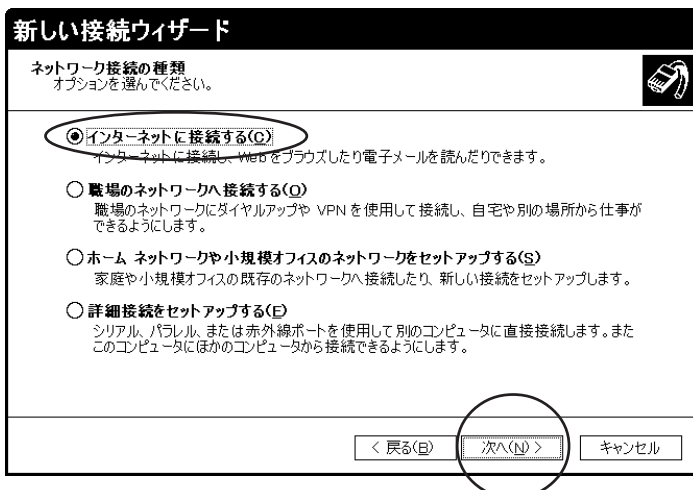 新しい接続ウィザード
ネットワーク接続の種類
オプションを選んでください。
インターネットに接続する(C)
インターネットに接続し、Webをブラウズしたり電子メールを読んだりできます。
職場のネットワークへ接続する(O)
職場のネットワークにダイヤルアップや VPN を使用して接続し、自宅や別の場所から仕事が
できるようにします。
ホーム ネットワークや小規模オフィスのネットワークをセットアップする(S)
家庭や小規模オフィスの既存のネットワークへ接続したり、新しい接続をセットアップします。
詳細接続をセットアップする(E)
シリアル、パラレル、または赤外線ポートを使用して別のコンピュータに直接接続します。また
このコンピュータにほかのコンピュータから接続できるようにします。
< 戻る(B) 次へ(N) > キャンセル